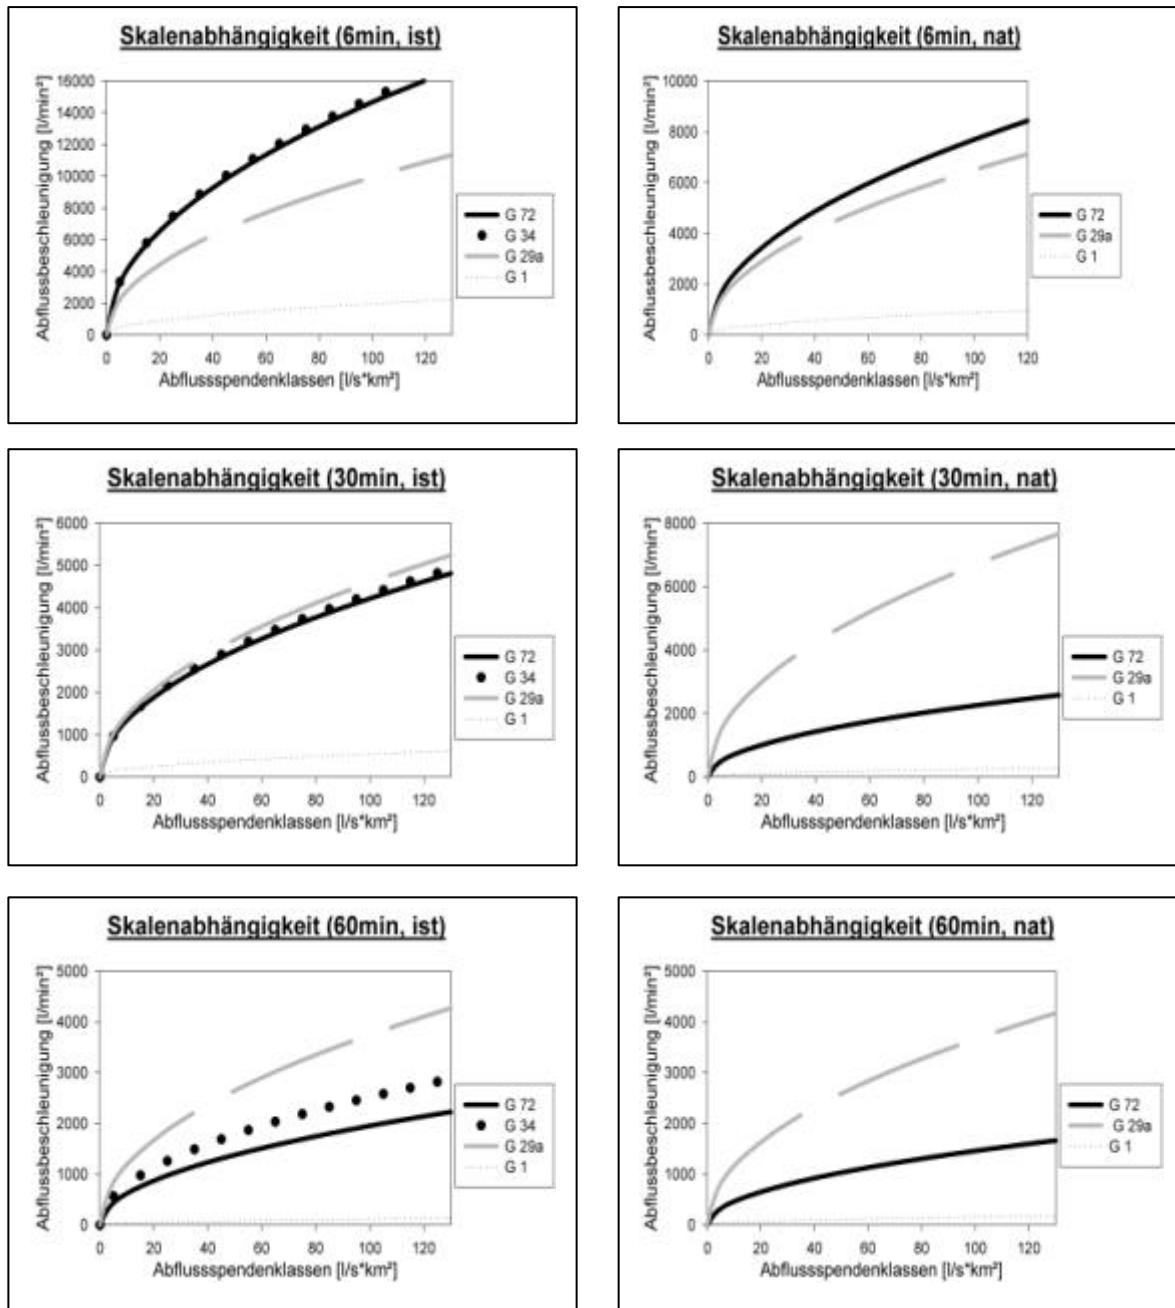 Skalenabhängigkeit (6min, ist)
Abflussbeschleunigung [l/min²]
16000
14000
12000
10000
8000
6000
4000
2000
0
0 20 40 60 80 100 120
Abflussspendenklassen [l/s*km²]
G 72
G 34
G 29a
G 1
Skalenabhängigkeit (6min, nat)
Abflussbeschleunigung [l/min²]
10000
8000
6000
4000
2000
0
0 20 40 60 80 100 120
Abflussspendenklassen [l/s*km²]
G 72
G 29a
G 1
Skalenabhängigkeit (30min, ist)
Abflussbeschleunigung [l/min²]
6000
5000
4000
3000
2000
1000
0
0 20 40 60 80 100 120
Abflussspendenklassen [l/s*km²]
G 72
G 34
G 29a
G 1
Skalenabhängigkeit (30min, nat)
Abflussbeschleunigung [l/min²]
8000
6000
4000
2000
0
0 20 40 60 80 100 120
Abflussspendenklassen [l/s*km²]
G 72
G 29a
G 1
Skalenabhängigkeit (60min, ist)
Abflussbeschleunigung [l/min²]
5000
4000
3000
2000
1000
0
0 20 40 60 80 100 120
Abflussspendenklassen [l/s*km²]
G 72
G 34
G 29a
G 1
Skalenabhängigkeit (60min, nat)
Abflussbeschleunigung [l/min²]
5000
4000
3000
2000
1000
0
0 20 40 60 80 100 120
Abflussspendenklassen [l/s*km²]
G 72
G 29a
G 1